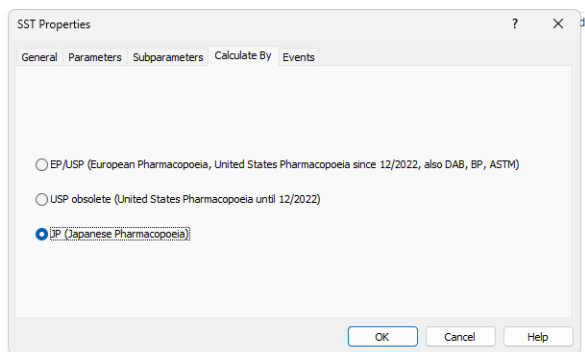 SST Properties ? ×
General Parameters Subparameters Calculate By Events
EP/USP (European Pharmacopoeia, United States Pharmacopoeia since 12/2022, also DAB, BP, ASTM)
USP obsolete (United States Pharmacopoeia until 12/2022)
JP (Japanese Pharmacopoeia)
OK Cancel Help